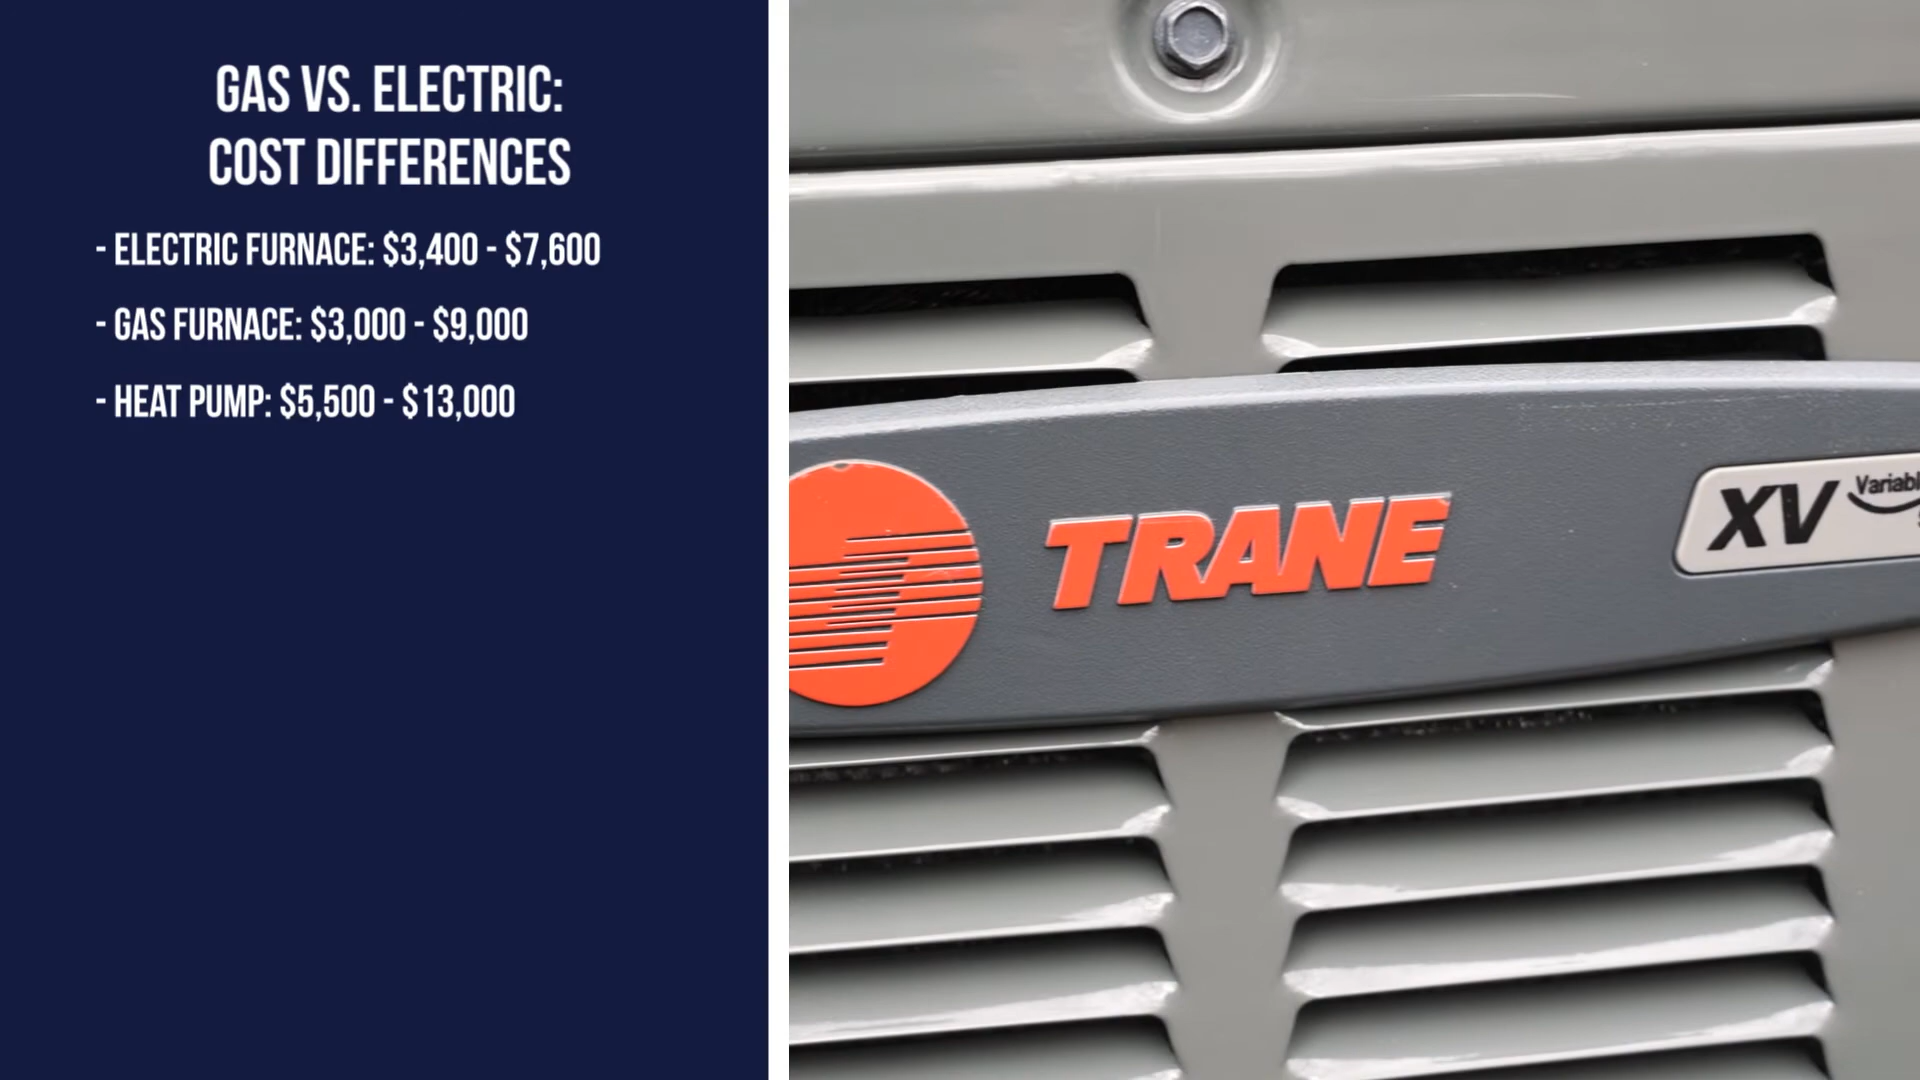 GAS VS. ELECTRIC:
COST DIFFERENCES
- ELECTRIC FURNACE: $3,400 - $7,600
- GAS FURNACE: $3,000 - $9,000
- HEAT PUMP: $5,500 - $13,000
TRANE
XV